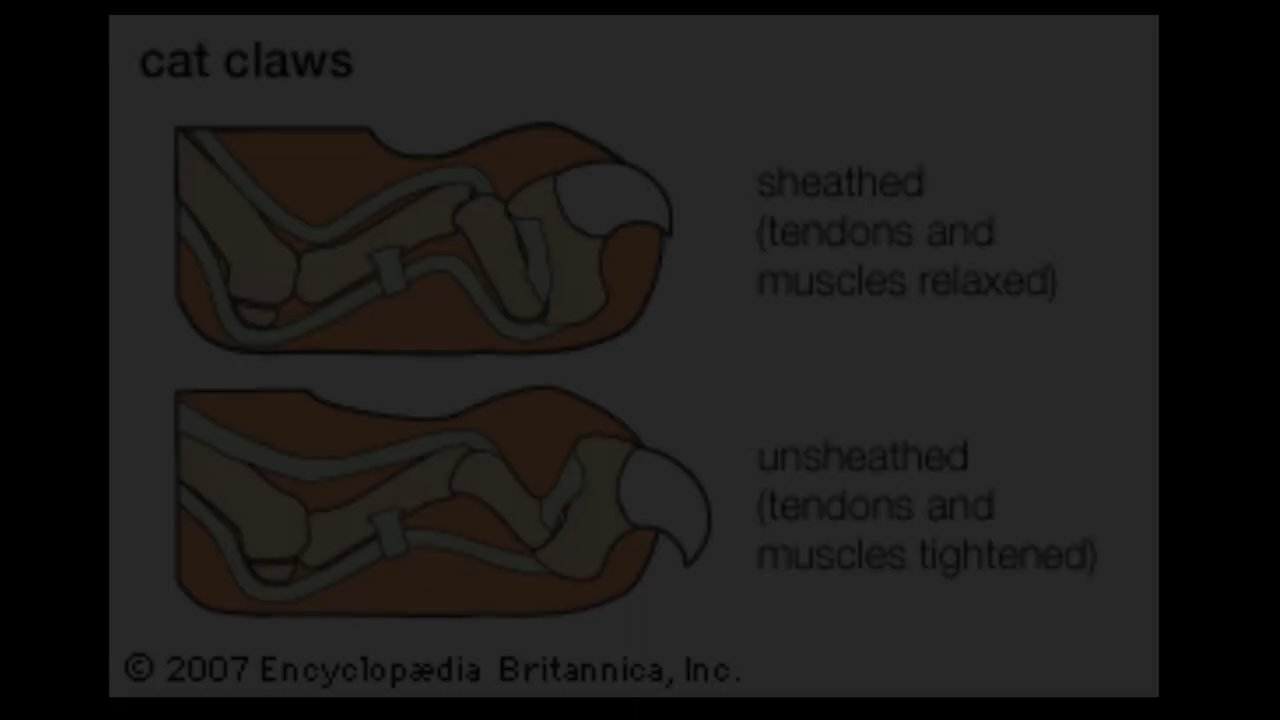 cat claws
sheathed
(tendons and
muscles relaxed)
unsheathed
(tendons and
muscles tightened)
© 2007 Encyclopædia Britannica, Inc.